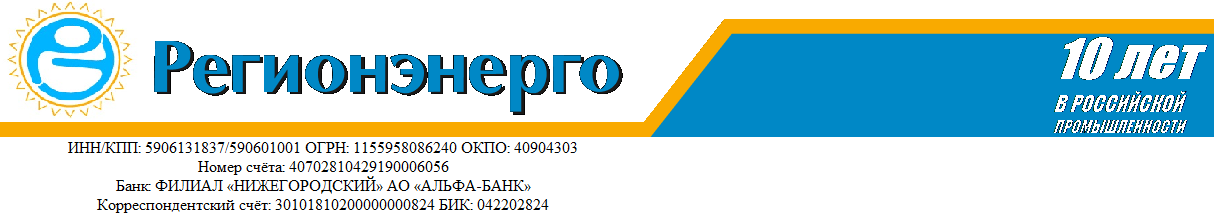 Регионэнерго
10 лет
В РОССИЙСКОЙ
ПРОМЫШЛЕННОСТИ
ИНН/КПП: 5906131837/590601001 ОГРН: 1155958086240 ОКПО: 40904303
Номер счёта: 40702810429190006056
Банк: ФИЛИАЛ «НИЖЕГОРОДСКИЙ» АО «АЛЬФА-БАНК»
Корреспондентский счёт: 30101810200000000824 БИК: 042202824